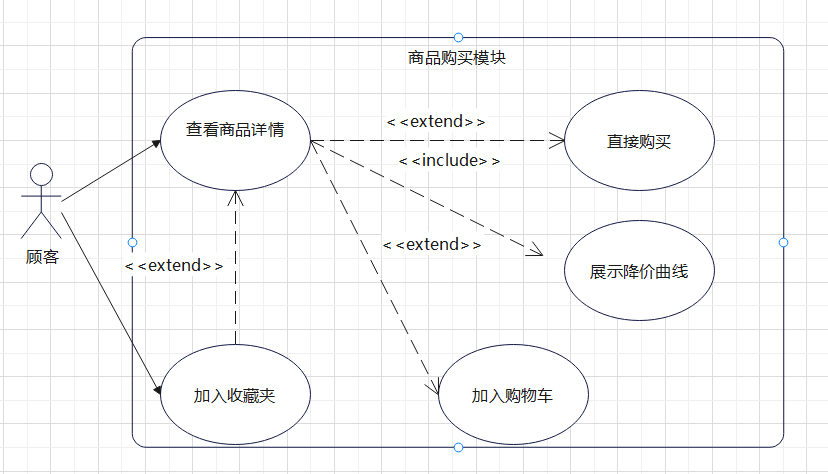 商品购买模块
查看商品详情
< <extend> >
直接购买
< <include> >
< <extend> >
顾客
< <extend> >
展示降价曲线
加入收藏夹
加入购物车